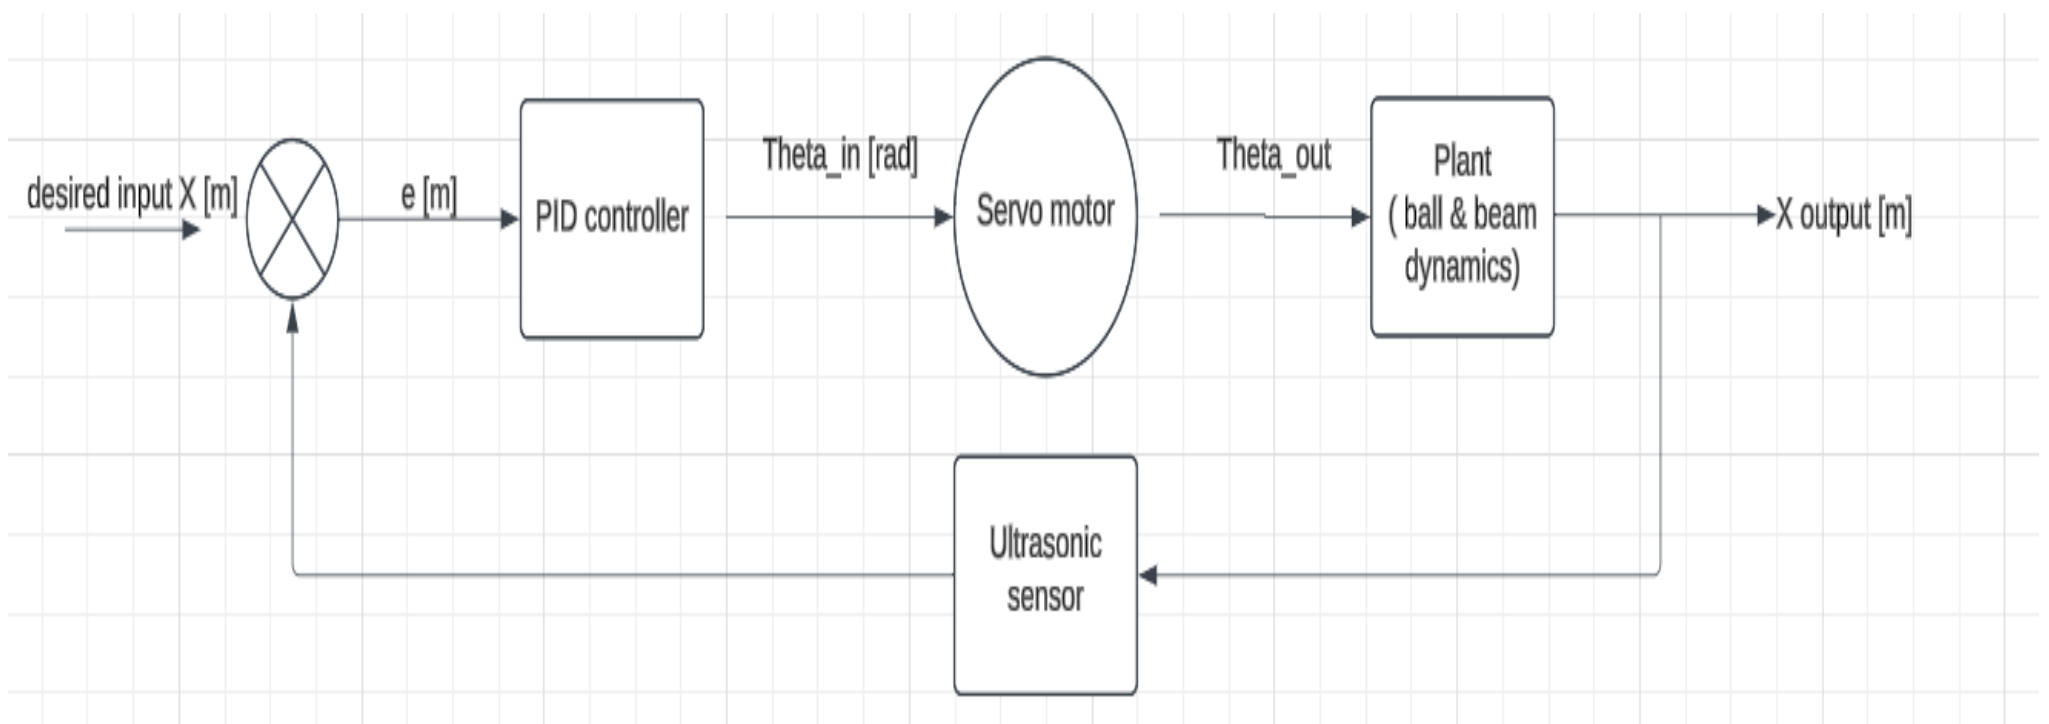 desired input X [m]
e [m]
PID controller
Theta_in [rad]
Servo motor
Theta_out
Plant
( ball & beam
dynamics)
X output [m]
Ultrasonic
sensor